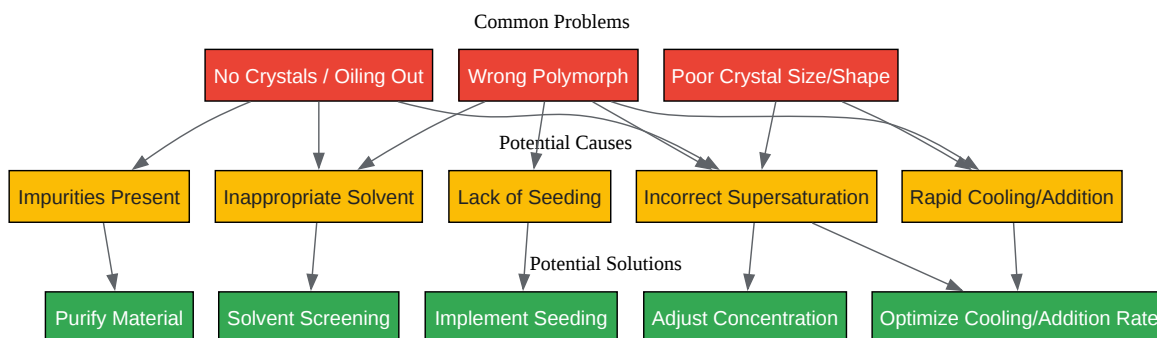 Common Problems
No Crystals / Oiling Out
Wrong Polymorph
Poor Crystal Size/Shape
Potential Causes
Impurities Present
Inappropriate Solvent
Lack of Seeding
Incorrect Supersaturation
Rapid Cooling/Addition
Potential Solutions
Purify Material
Solvent Screening
Implement Seeding
Adjust Concentration
Optimize Cooling/Addition Rate